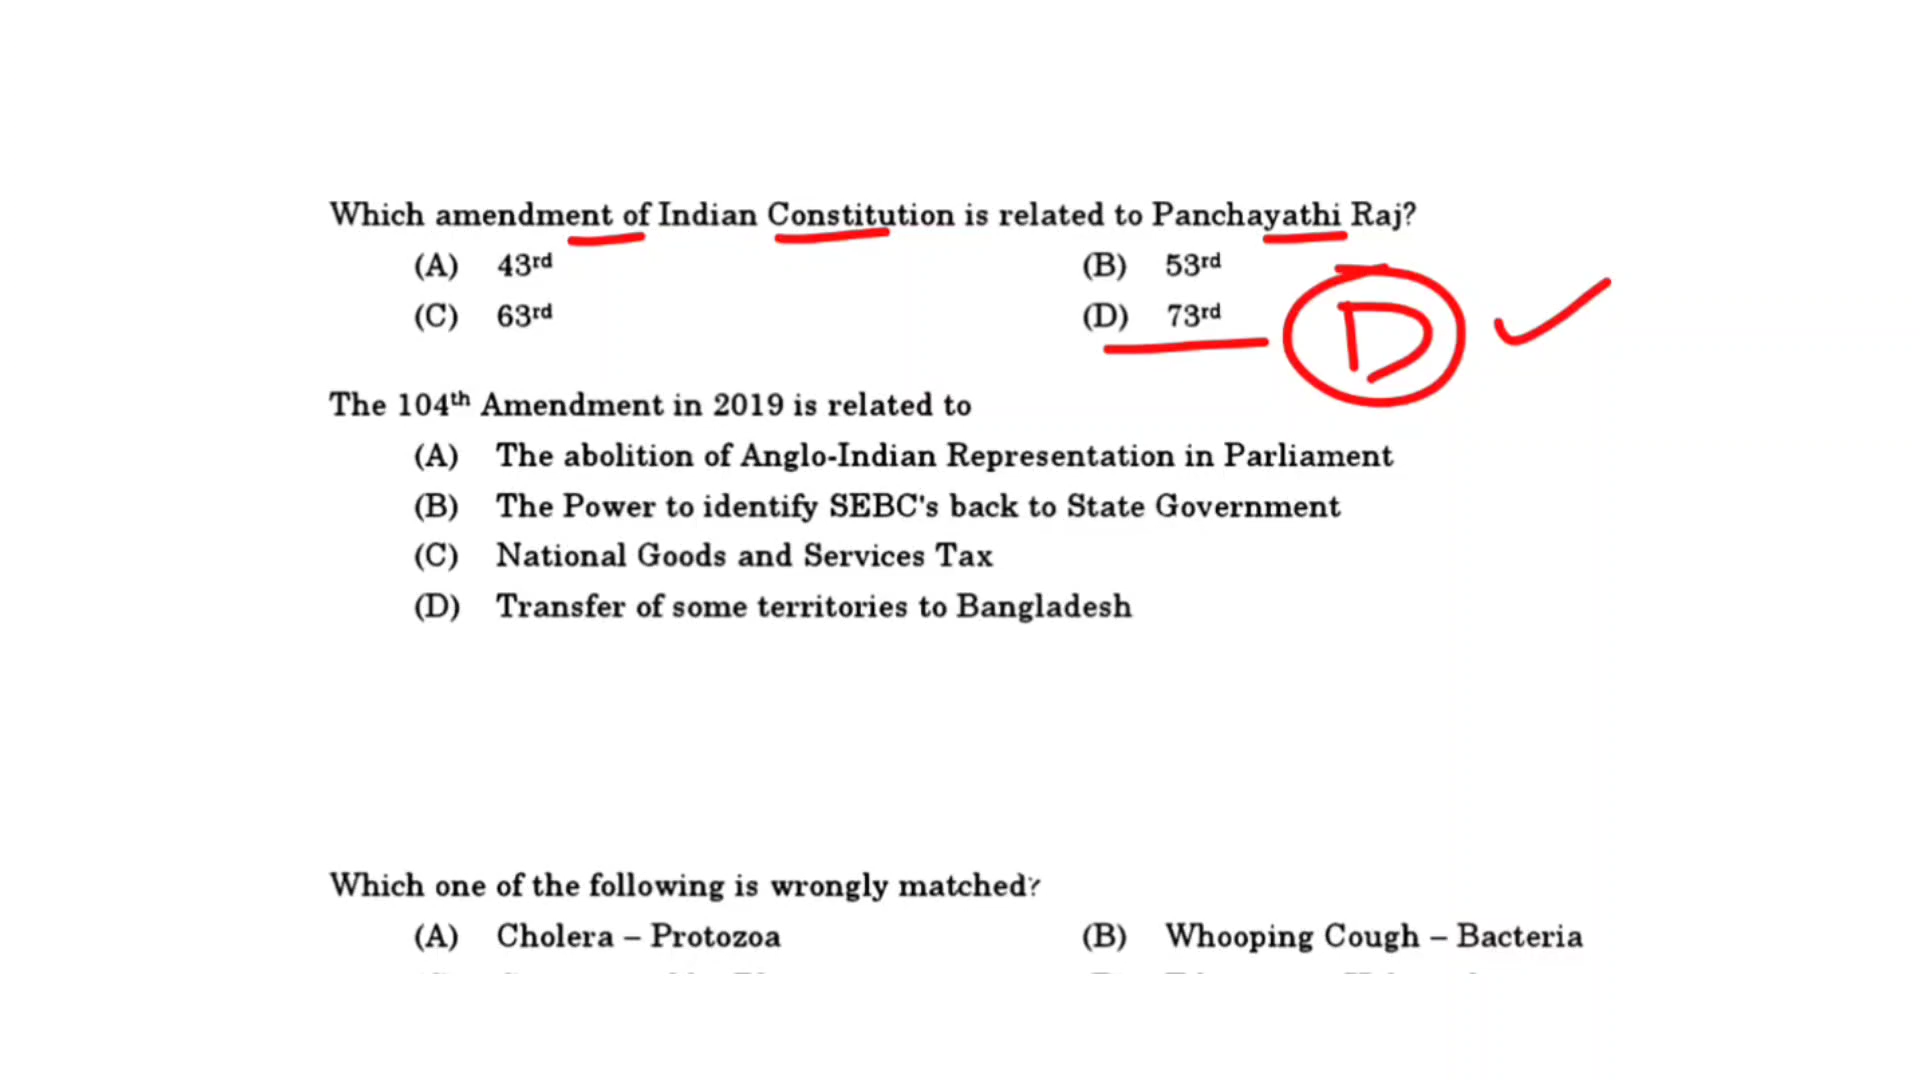 Which amendment of Indian Constitution is related to Panchayathi Raj?
(A) 43rd (B) 53rd
(C) 63rd (D) 73rd D
The 104th Amendment in 2019 is related to
(A) The abolition of Anglo-Indian Representation in Parliament
(B) The Power to identify SEBC's back to State Government
(C) National Goods and Services Tax
(D) Transfer of some territories to Bangladesh
Which one of the following is wrongly matched?
(A) Cholera – Protozoa (B) Whooping Cough – Bacteria